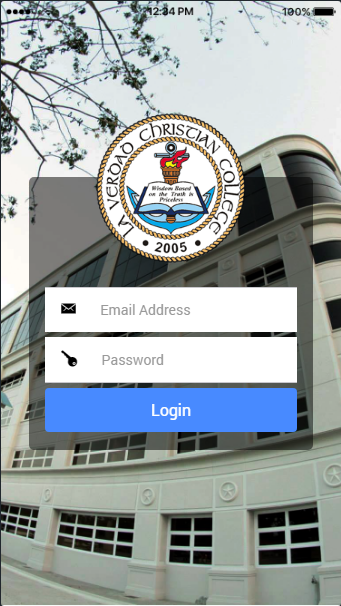 12:34 PM
100%
LA VERDAD CHRISTIAN COLLEGE
Wisdom Based
on the Truth is
Priceless
2005
Email Address
Password
Login